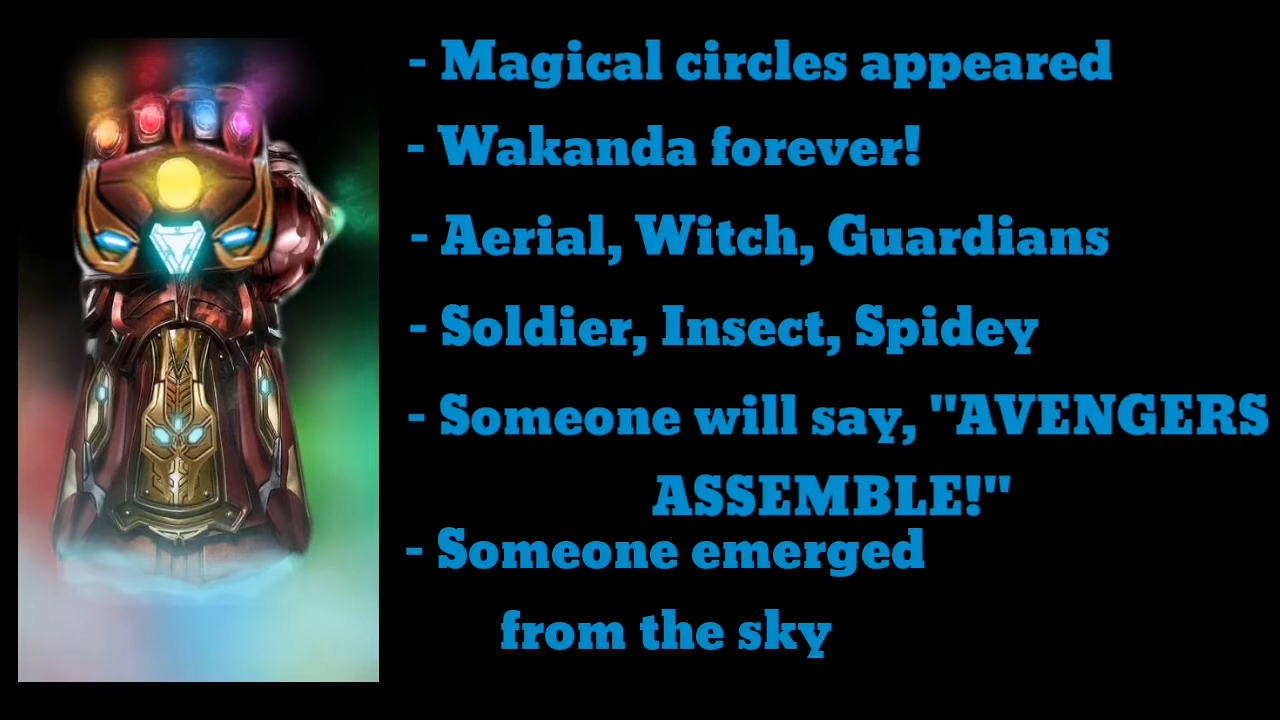 - Magical circles appeared
- Wakanda forever!
- Aerial, Witch, Guardians
- Soldier, Insect, Spidey
- Someone will say, "AVENGERS
ASSEMBLE!"
- Someone emerged
from the sky